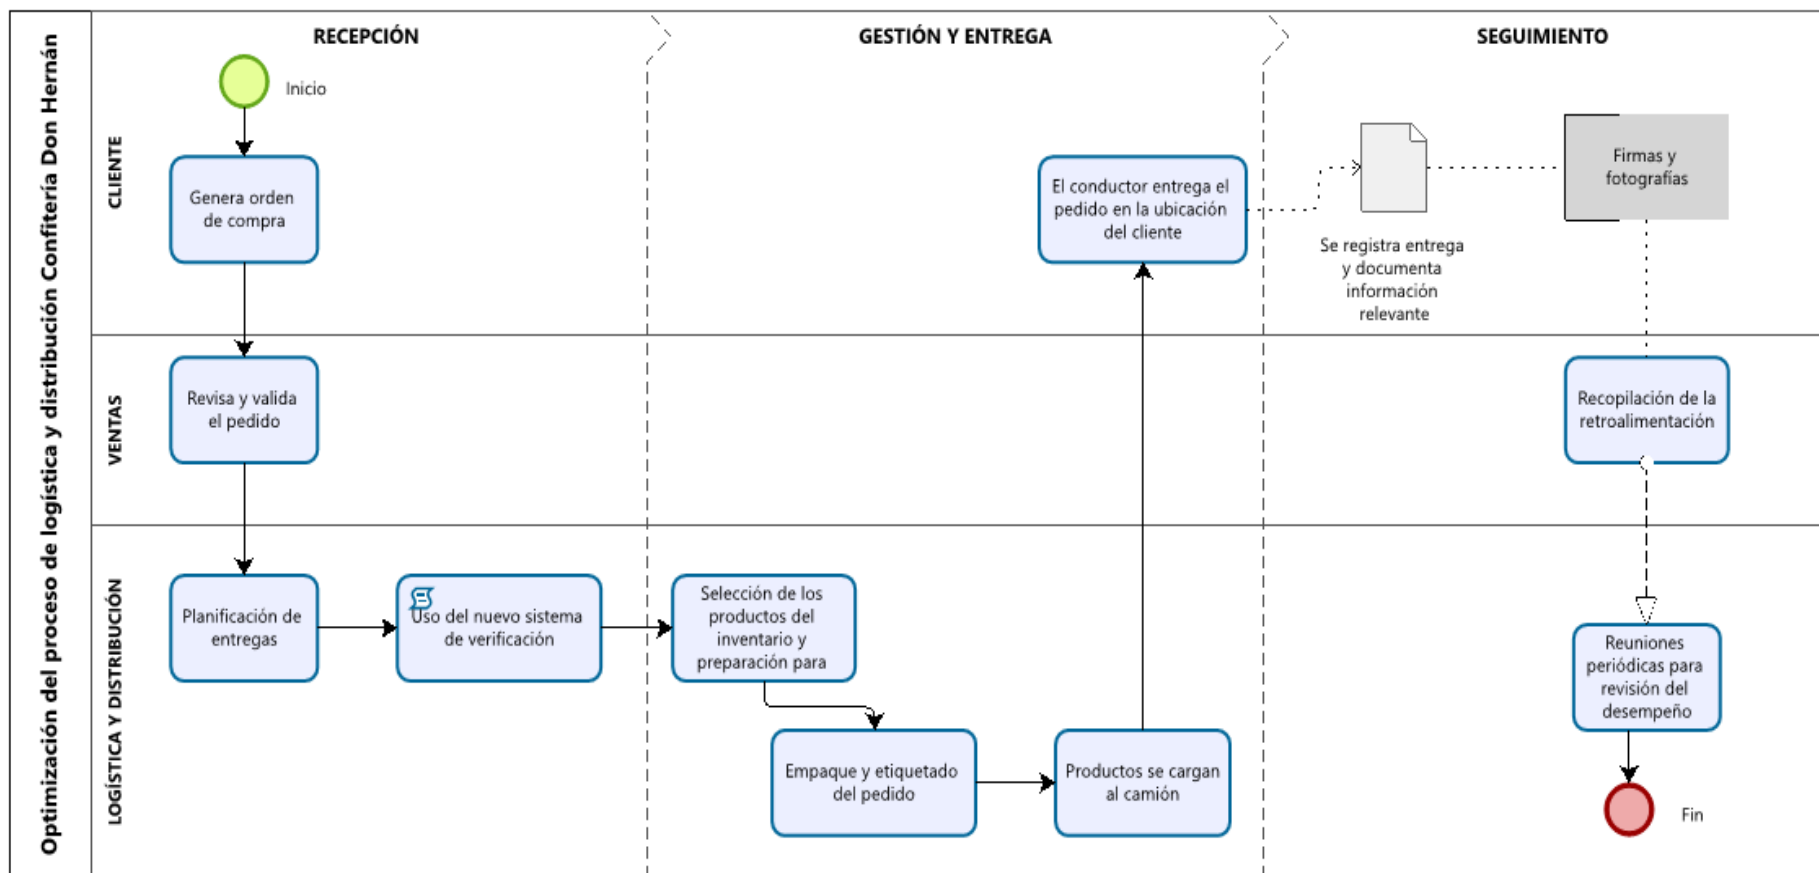 Optimización del proceso de logística y distribución Confitería Don Hernán
RECEPCIÓN
GESTIÓN Y ENTREGA
SEGUIMIENTO
CLIENTE
Inicio
Genera orden
de compra
El conductor entrega el
pedido en la ubicación
del cliente
Se registra entrega
y documenta
información
relevante
Firmas y
fotografías
VENTAS
Revisa y valida
el pedido
Recopilación de la
retroalimentación
LOGÍSTICA Y DISTRIBUCIÓN
Planificación de
entregas
Uso del nuevo sistema
de verificación
Selección de los
productos del
inventario y
preparación para
Empaque y etiquetado
del pedido
Productos se cargan
al camión
Reuniones
periódicas para
revisión del
desempeño
Fin